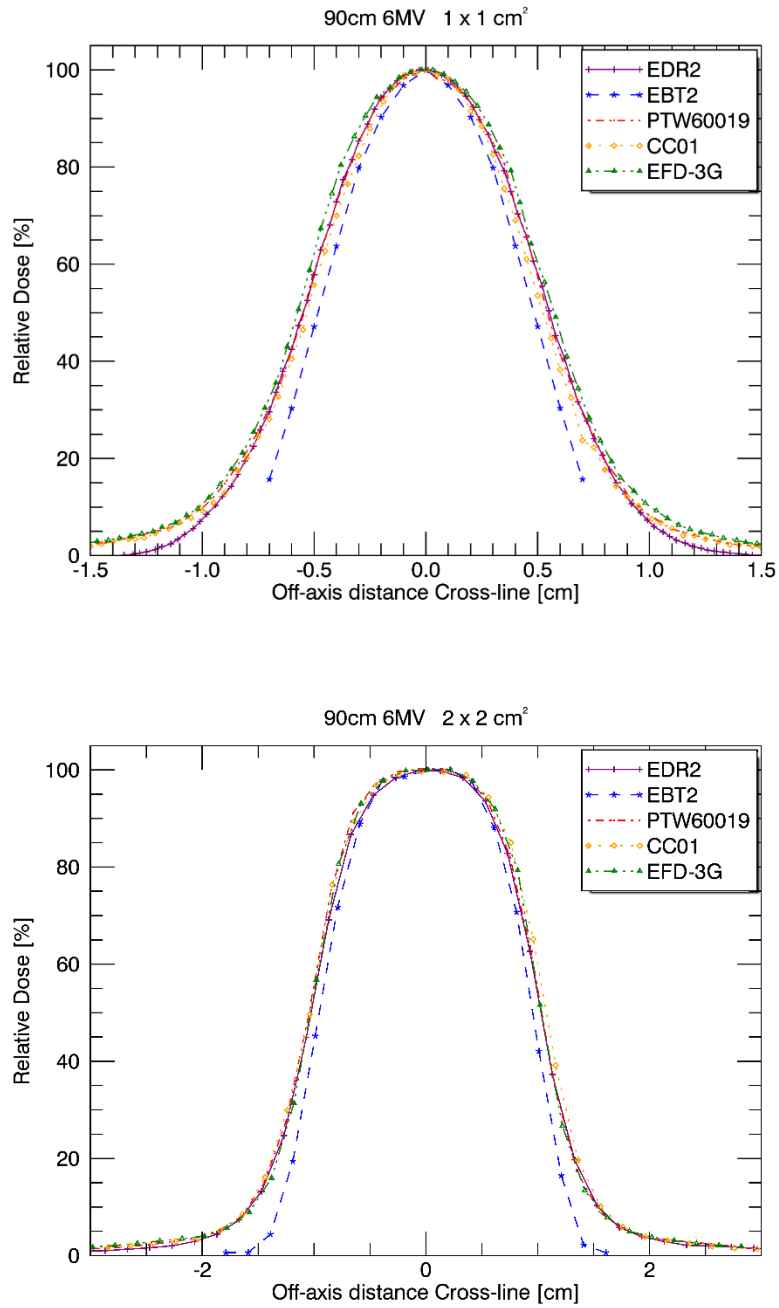 90cm 6MV 1 x 1 cm²
100
80
60
40
20
0
Relative Dose [%]
EDR2
EBT2
PTW60019
CC01
EFD-3G
-1.5 -1.0 -0.5 0.0 0.5 1.0 1.5
Off-axis distance Cross-line [cm]
90cm 6MV 2 x 2 cm²
100
80
60
40
20
0
Relative Dose [%]
EDR2
EBT2
PTW60019
CC01
EFD-3G
-2 0 2
Off-axis distance Cross-line [cm]